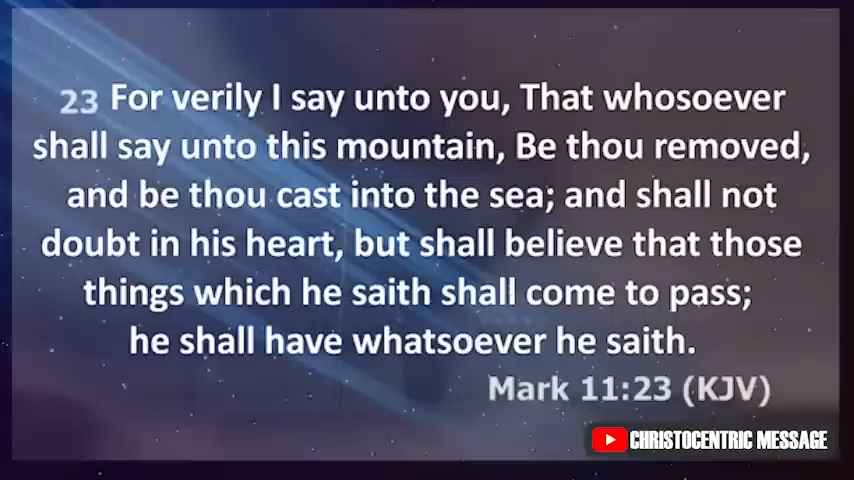 23 For verily I say unto you, That whosoever
shall say unto this mountain, Be thou removed,
and be thou cast into the sea; and shall not
doubt in his heart, but shall believe that those
things which he saith shall come to pass;
he shall have whatsoever he saith.
Mark 11:23 (KJV)
CHRISTOCENTRIC MESSAGE